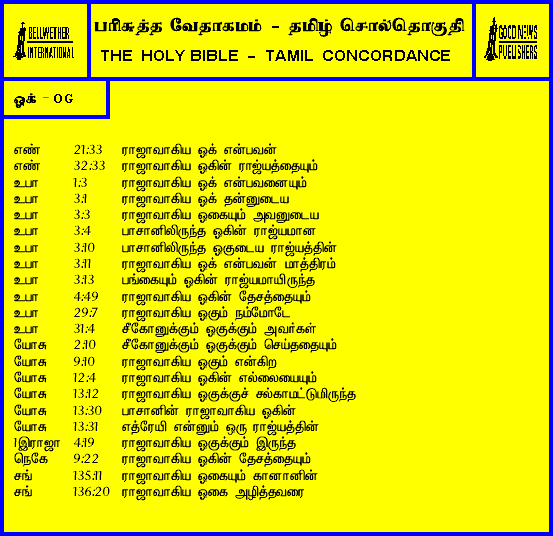 BELLWETHER
INTERNATIONAL
பரிசுத்த வேதாகமம் - தமிழ் சொல்தொகுதி
THE HOLY BIBLE - TAMIL CONCORDANCE
GOOD NEWS
PUBLISHERS
ஓக் - OG
எண் 21:33 ராஜாவாகிய ஓக் என்பவன்
எண் 32:33 ராஜாவாகிய ஓகின் ராஜ்யத்தையும்
உபா 1:3 ராஜாவாகிய ஓக் என்பவனையும்
உபா 3:1 ராஜாவாகிய ஓக் தன்னுடைய
உபா 3:3 ராஜாவாகிய ஓகையும் அவனுடைய
உபா 3:4 பாசானிலிருந்த ஓகின் ராஜ்யமான
உபா 3:10 பாசானிலிருந்த ஓகுடைய ராஜ்யத்தின்
உபா 3:11 ராஜாவாகிய ஓக் என்பவன் மாத்திரம்
உபா 3:13 பங்கையும் ஓகின் ராஜ்யமாயிருந்த
உபா 4:49 ராஜாவாகிய ஓகின் தேசத்தையும்
உபா 29:7 ராஜாவாகிய ஓகும் நம்மோடே
உபா 31:4 சீகோனுக்கும் ஓகுக்கும் அவர்கள்
யோசு 2:10 சீகோனுக்கும் ஓகுக்கும் செய்ததையும்
யோசு 9:10 ராஜாவாகிய ஓகும் என்கிற
யோசு 12:4 ராஜாவாகிய ஓகின் எல்லையையும்
யோசு 13:12 ராஜாவாகிய ஓகுக்குச் சல்காமட்டுமிருந்த
யோசு 13:30 பாசானின் ராஜாவாகிய ஓகின்
யோசு 13:31 எத்ரேயி என்னும் ஒரு ராஜ்யத்தின்
1இராஜா 4:19 ராஜாவாகிய ஓகுக்கும் இருந்த
நெகே 9:22 ராஜாவாகிய ஓகின் தேசத்தையும்
சங் 135:11 ராஜாவாகிய ஓகையும் கானானின்
சங் 136:20 ராஜாவாகிய ஓகை அழித்தவரை